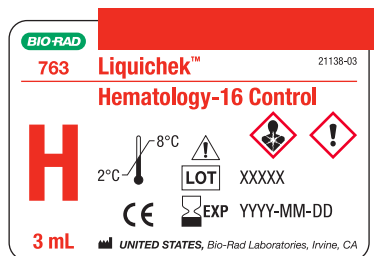 BIO-RAD
763
Liquichek™
21138-03
Hematology-16 Control
H
8°C
2°C
LOT XXXXX
CE
EXP YYYY-MM-DD
3 mL
UNITED STATES, Bio-Rad Laboratories, Irvine, CA